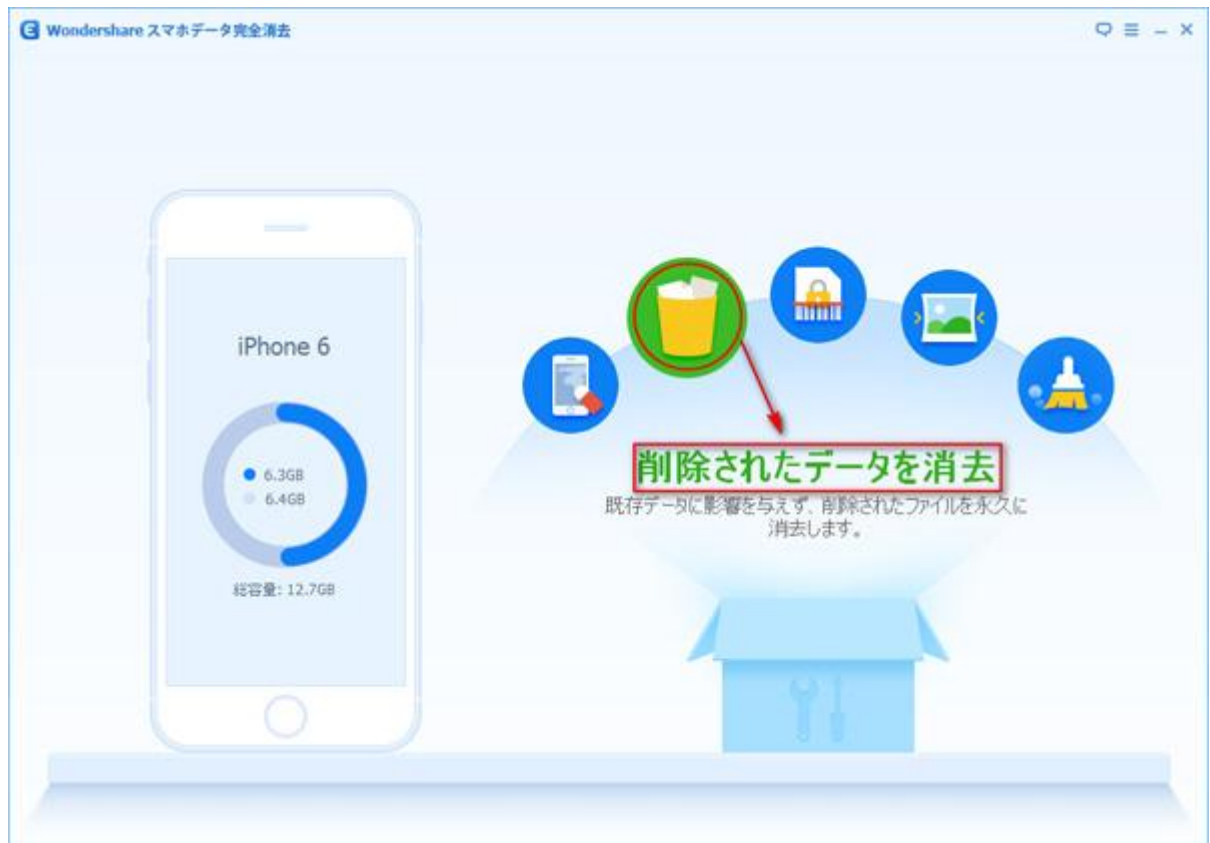 Wondershare スマホデータ完全消去
iPhone 6
6.3GB
6.4GB
総容量: 12.7GB
削除されたデータを消去
既存データに影響を与えず、削除されたファイルを永久に
消去します。